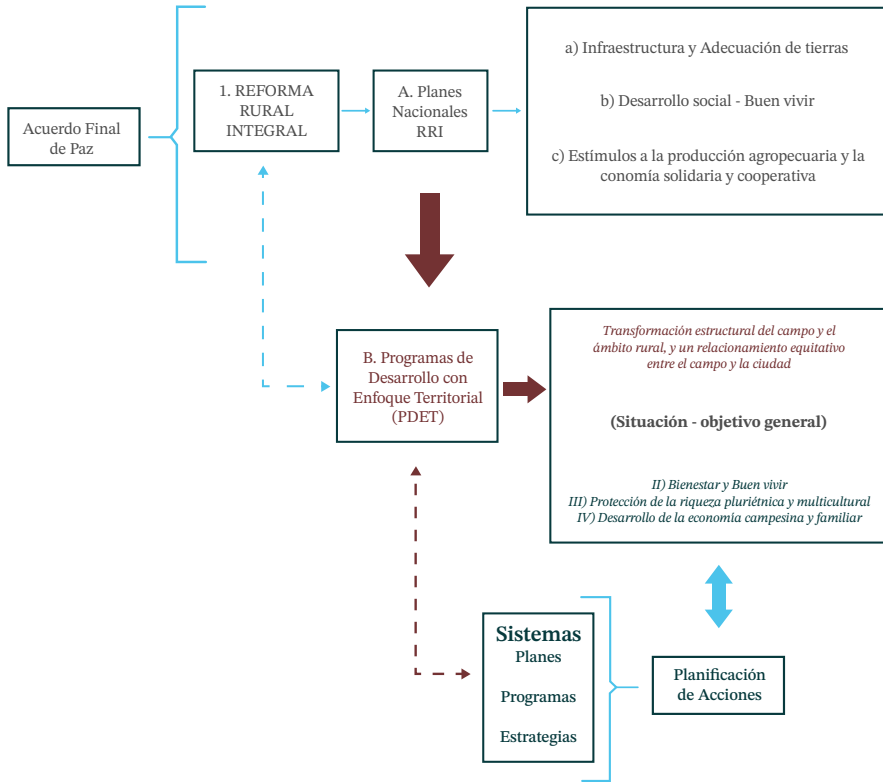 Acuerdo Final
de Paz
1. REFORMA
RURAL
INTEGRAL
A. Planes
Nacionales
RRI
a) Infraestructura y Adecuación de tierras
b) Desarrollo social - Buen vivir
c) Estímulos a la producción agropecuaria y la
conomía solidaria y cooperativa
B. Programas de
Desarrollo con
Enfoque Territorial
(PDET)
Transformación estructural del campo y el
ámbito rural, y un relacionamiento equitativo
entre el campo y la ciudad
(Situación - objetivo general)
II) Bienestar y Buen vivir
III) Protección de la riqueza pluriétnica y multicultural
IV) Desarrollo de la economía campesina y familiar
Sistemas
Planes
Programas
Estrategias
Planificación
de Acciones